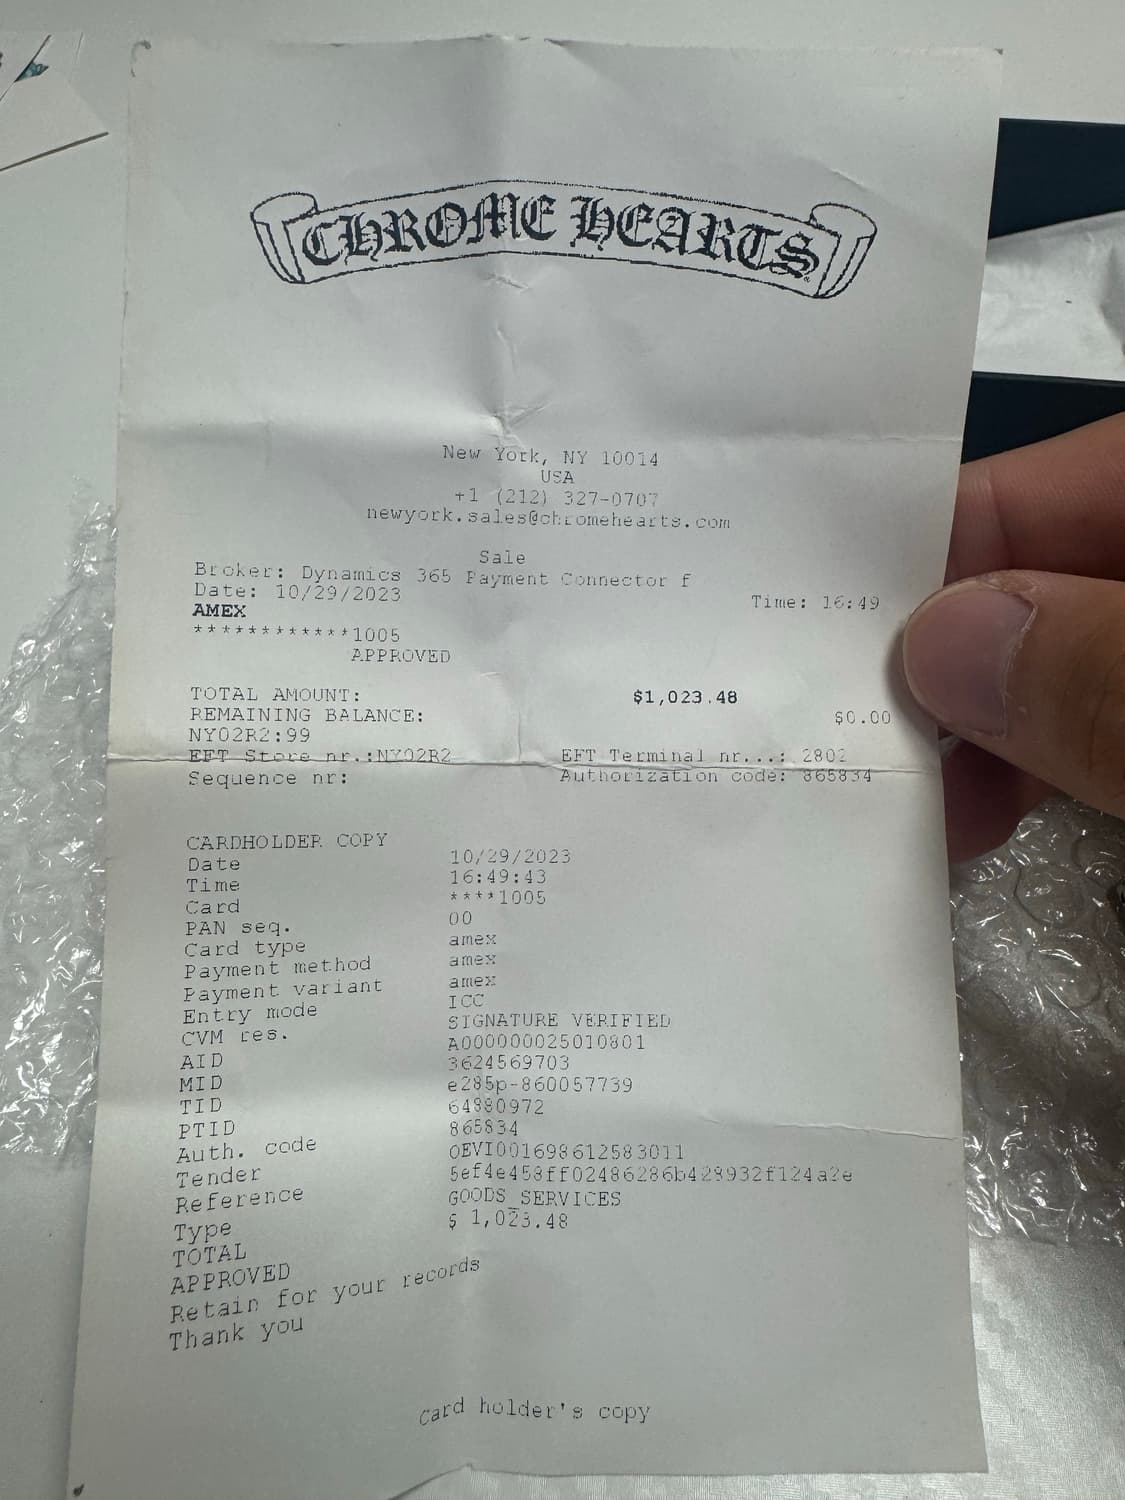 CHROME HEARTS
New York, NY 10014
USA
+1 (212) 327-0707
newyork.sales@chromehearts.com
Sale
Broker: Dynamics 365 Payment Connector f
Date: 10/29/2023 Time: 16:49
AMEX
************1005
APPROVED
TOTAL AMOUNT: $1,023.48
REMAINING BALANCE: $0.00
NY02R2:99
EFT Store nr.:NY02R2 EFT Terminal nr...: 2802
Sequence nr: Authorization code: 865834
CARDHOLDER COPY
Date 10/29/2023
Time 16:49:43
Card ****1005
PAN seq. 00
Card type amex
Payment method amex
Payment variant amex
Entry mode ICC
CVM res. SIGNATURE VERIFIED
AID A000000025010801
MID 3624569703
TID e285p-860057739
PTID 64880972
Auth. code 865834
Tender OEVI001698612583011
Reference 5ef4e458ff02486286b428932f124a2e
Type GOODS_SERVICES
TOTAL $ 1,023.48
APPROVED
Retain for your records
Thank you
Card holder's copy